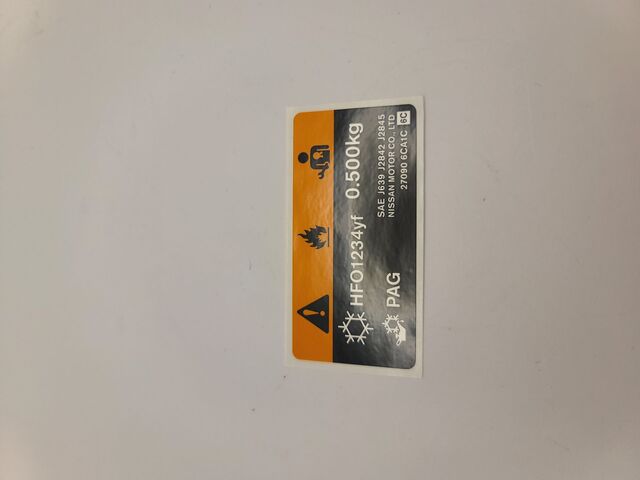 HFO1234yf 0.500kg
PAG
SAE J639 J2842 J2845
NISSAN MOTOR CO., LTD
27090 6CA1C 6C